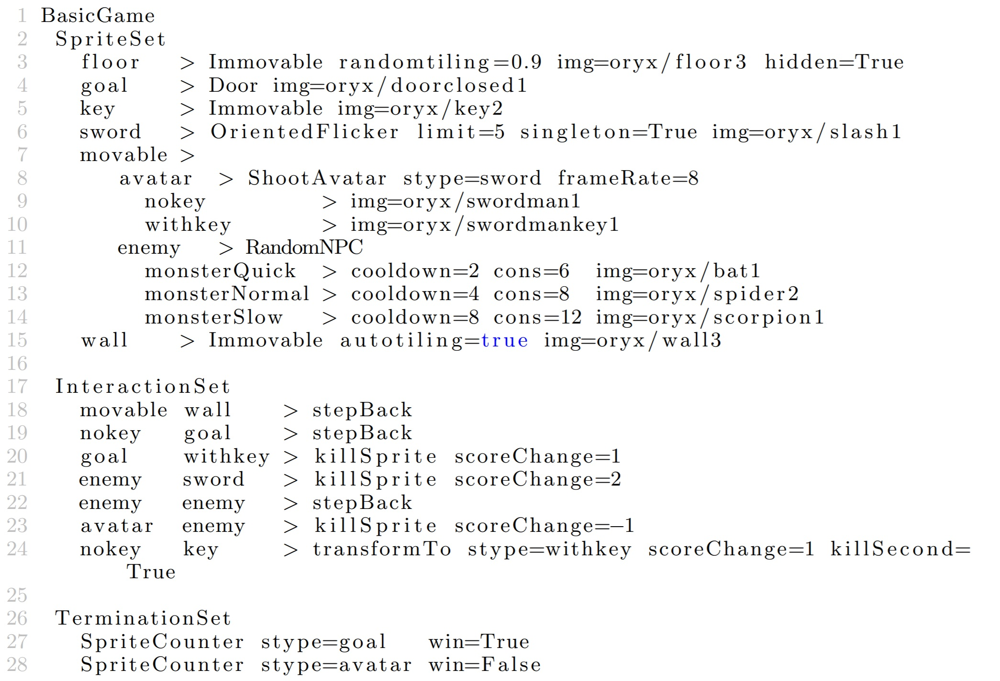 1 BasicGame
2 SpriteSet
3 floor > Immovable randomtiling=0.9 img=oryx/floor3 hidden=True
4 goal > Door img=oryx/doorclosed1
5 key > Immovable img=oryx/key2
6 sword > OrientedFlicker limit=5 singleton=True img=oryx/slash1
7 movable >
8 avatar > ShootAvatar stype=sword frameRate=8
9 nokey > img=oryx/swordman1
10 withkey > img=oryx/swordmankey1
11 enemy > RandomNPC
12 monsterQuick > cooldown=2 cons=6 img=oryx/bat1
13 monsterNormal > cooldown=4 cons=8 img=oryx/spider2
14 monsterSlow > cooldown=8 cons=12 img=oryx/scorpion1
15 wall > Immovable autotiling=true img=oryx/wall3
16
17 InteractionSet
18 movable wall > stepBack
19 nokey goal > stepBack
20 goal withkey > killSprite scoreChange=1
21 enemy sword > killSprite scoreChange=2
22 enemy enemy > stepBack
23 avatar enemy > killSprite scoreChange=−1
24 nokey key > transformTo stype=withkey scoreChange=1 killSecond=
True
25
26 TerminationSet
27 SpriteCounter stype=goal win=True
28 SpriteCounter stype=avatar win=False